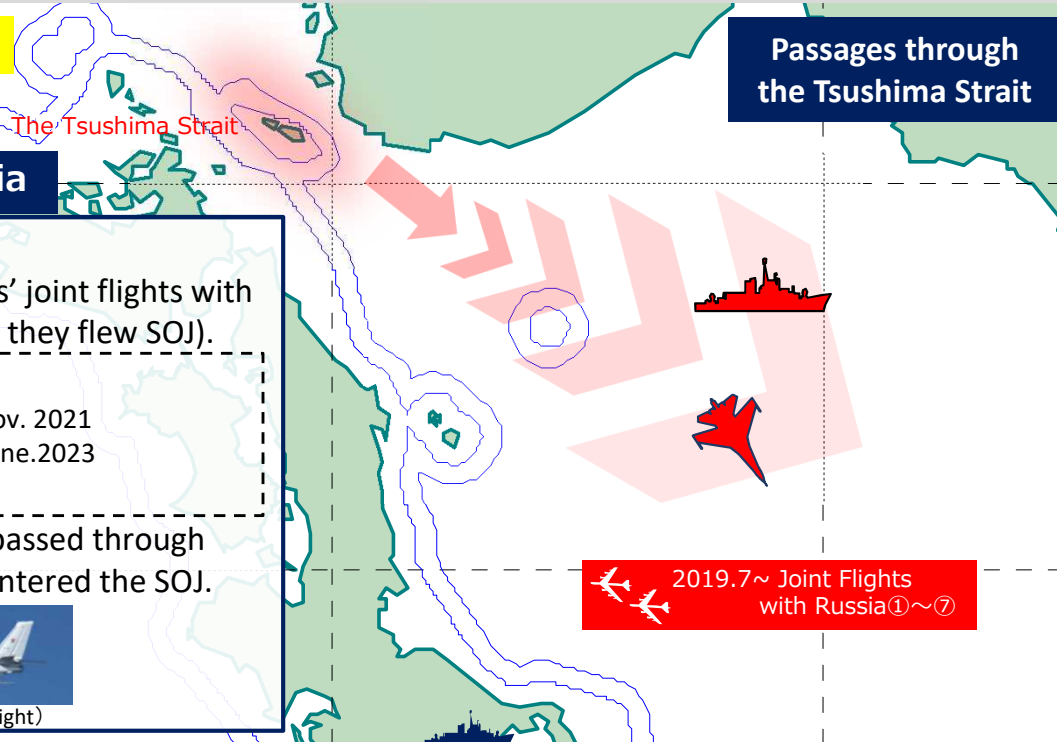 Passages through
the Tsushima Strait
The Tsushima Strait
ia
s' joint flights with
they flew SOJ).
ov. 2021
ne.2023
passed through
ntered the SOJ.
ight）
2019.7~ Joint Flights
with Russia①～⑦